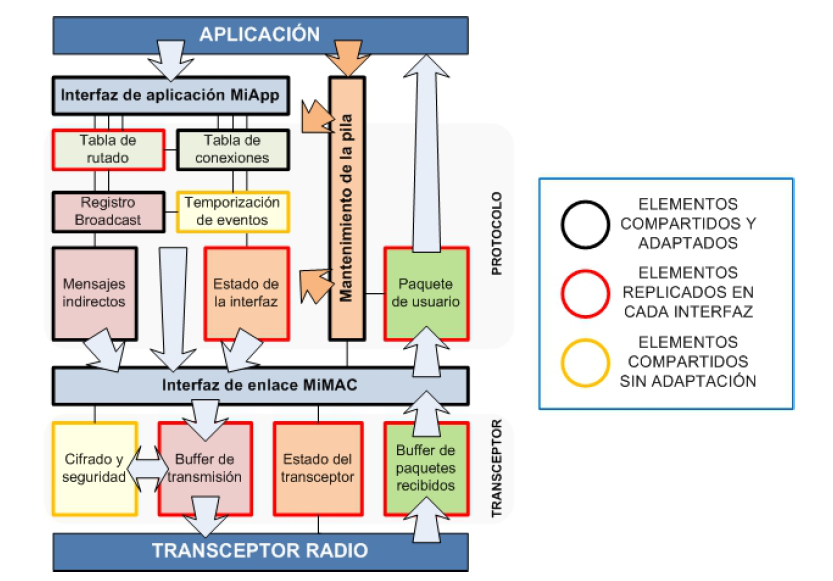 APLICACIÓN
Interfaz de aplicación MiApp
Tabla de
rutado
Tabla de
conexiones
Registro
Broadcast
Temporización
de eventos
Mensajes
indirectos
Estado de
la interfaz
Mantenimiento de la pila
Paquete
de usuario
PROTOCOLO
Interfaz de enlace MiMAC
Cifrado y
seguridad
Buffer de
transmisión
Estado del
transceptor
Buffer de
paquetes
recibidos
TRANSCEPTOR
TRANSCEPTOR RADIO
ELEMENTOS
COMPARTIDOS Y
ADAPTADOS
ELEMENTOS
REPLICADOS EN
CADA INTERFAZ
ELEMENTOS
COMPARTIDOS
SIN ADAPTACIÓN